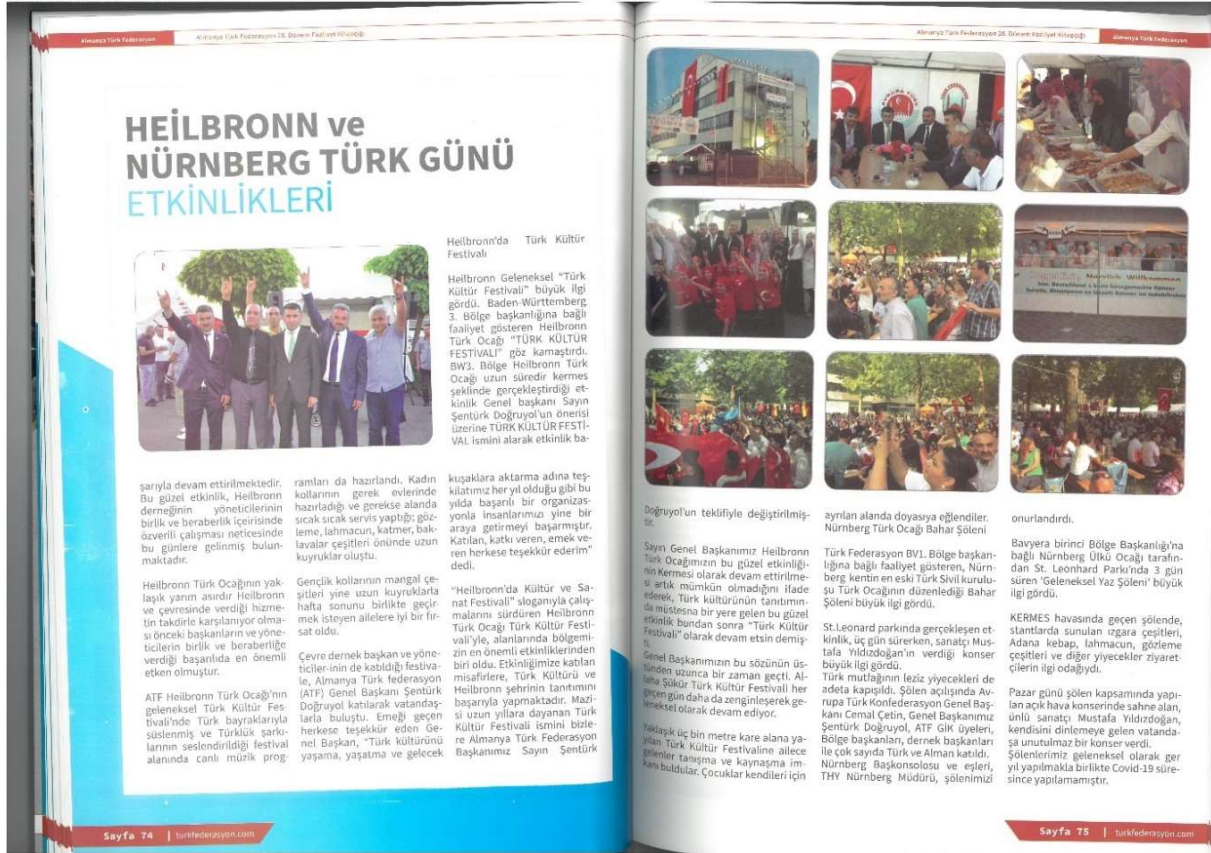 Almanya Türk Federasyon
Almanya Türk Federasyon 28. Dönem Faaliyet Kitapçığı
HEİLBRONN ve
NÜRNBERG TÜRK GÜNÜ
ETKİNLİKLERİ
Heilbronn'da Türk Kültür
Festivalı
Heilbronn Geleneksel "Türk
Kültür Festivali" büyük ilgi
gördü. Baden-Württemberg
3. Bölge başkanlığına bağlı
faaliyet gösteren Heilbronn
Türk Ocağı "TÜRK KÜLTÜR
FESTİVALI" göz kamaştırdı.
BW3. Bölge Heilbronn Türk
Ocağı uzun süredir kermes
şeklinde gerçekleştirdiği et-
kinlik Genel başkanı Sayın
Şentürk Doğruyol'un önerisi
üzerine TÜRK KÜLTÜR FESTİ-
VAL ismini alarak etkinlik ba-
şarıyla devam ettirilmektedir.
Bu güzel etkinlik, Heilbronn
derneğinin yöneticilerinin
birlik ve beraberlik içeirisinde
özverili çalışması neticesinde
bu günlere gelinmiş bulun-
maktadır.
Heilbronn Türk Ocağının yak-
laşık yarım asırdır Heilbronn
ve çevresinde verdiği hizme-
tin takdirle karşılanıyor olma-
sı önceki başkanların ve yöne-
ticilerin birlik ve beraberliğe
verdiği başarılıda en önemli
etken olmuştur.
ATF Heilbronn Türk Ocağı'nın
geleneksel Türk Kültür Fes-
tivali'nde Türk bayraklarıyla
süslenmiş ve Türklük şarkı-
larının seslendirildiği festival
alanında canlı müzik prog-
ramları da hazırlandı. Kadın
kollarının gerek evlerinde
hazırladığı ve gerekse alanda
sıcak sıcak servis yaptığı; göz-
leme, lahmacun, katmer, bak-
lavalar çeşitleri önünde uzun
kuyruklar oluştu.
Gençlik kollarının mangal çe-
şitleri yine uzun kuyruklarla
hafta sonunu birlikte geçir-
mek isteyen ailelere iyi bir fır-
sat oldu.
Çevre dernek başkan ve yöne-
ticiler-inin de katıldığı festiva-
le, Almanya Türk federasyon
(ATF) Genel Başkanı Şentürk
Doğruyol katılarak vatandaş-
larla buluştu. Emeği geçen
herkese teşekkür eden Ge-
nel Başkan, "Türk kültürünü
yaşama, yaşatma ve gelecek
kuşaklara aktarma adına teş-
kilatımız her yıl olduğu gibi bu
yılda başarılı bir organizas-
yonla insanlarımızı yine bir
araya getirmeyi başarmıştır.
Katılan, katkı veren, emek ve-
ren herkese teşekkür ederim"
dedi.
"Heilbronn'da Kültür ve Sa-
nat Festivali" sloganıyla çalış-
malarını sürdüren Heilbronn
Türk Ocağı Türk Kültür Festi-
vali'yle, alanlarında bölgemi-
zin en önemli etkinliklerinden
biri oldu. Etkinliğimize katılan
misafirlere, Türk Kültürü ve
Heilbronn şehrinin tanıtımını
başarıyla yapmaktadır. Mazi-
si uzun yıllara dayanan Türk
Kültür Festivali ismini bizle-
re Almanya Türk Federasyon
Başkanımız Sayın Şentürk
Sayfa 74 | turkfederasyon.com
Almanya Türk Federasyon 28. Dönem Faaliyet Kitapçığı
Almanya Türk Federasyon
Doğruyol'un teklifiyle değiştirilmiş-
tir.
Sayın Genel Başkanımız Heilbronn
Türk Ocağımızın bu güzel etkinliği-
nin Kermesi olarak devam ettirilme-
si artık mümkün olmadığını ifade
ederek, Türk kültürünün tanıtımın-
da müstesna bir yere gelen bu güzel
etkinlik bundan sonra "Türk Kültür
Festivali" olarak devam etsin demiş-
ti.
Genel Başkanımızın bu sözünün üs-
tünden uzunca bir zaman geçti. Al-
laha Şükür Türk Kültür Festivali her
geçen gün daha da zenginleşerek ge-
leneksel olarak devam ediyor.
Yaklaşık üç bin metre kare alana ya-
yılan Türk Kültür Festivaline ailece
gelenler tanışma ve kaynaşma im-
kanı buldular. Çocuklar kendileri için
ayrılan alanda doyasıya eğlendiler.
Nürnberg Türk Ocağı Bahar Şöleni
Türk Federasyon BV1. Bölge başkan-
lığına bağlı faaliyet gösteren, Nürn-
berg kentin en eski Türk Sivil kurulu-
şu Türk Ocağının düzenlediği Bahar
Şöleni büyük ilgi gördü.
St.Leonard parkında gerçekleşen et-
kinlik, üç gün sürerken, sanatçı Mus-
tafa Yıldızdoğan'ın verdiği konser
büyük ilgi gördü.
Türk mutfağının leziz yiyecekleri de
adeta kapışıldı. Şölen açılışında Av-
rupa Türk Konfederasyon Genel Baş-
kanı Cemal Çetin, Genel Başkanımız
Şentürk Doğruyol, ATF GİK üyeleri,
Bölge başkanları, dernek başkanları
ile çok sayıda Türk ve Alman katıldı.
Nürnberg Başkonsolosu ve eşleri,
THY Nürnberg Müdürü, şölenimizi
onurlandırdı.
Bavyera birinci Bölge Başkanlığı'na
bağlı Nürnberg Ülkü Ocağı tarafın-
dan St. Leonhard Parkı'nda 3 gün
süren 'Geleneksel Yaz Şöleni' büyük
ilgi gördü.
KERMES havasında geçen şölende,
stantlarda sunulan ızgara çeşitleri,
Adana kebap, lahmacun, gözleme
çeşitleri ve diğer yiyecekler ziyaret-
çilerin ilgi odağıydı.
Pazar günü şölen kapsamında yapı-
lan açık hava konserinde sahne alan,
ünlü sanatçı Mustafa Yıldızdoğan,
kendisini dinlemeye gelen vatanda-
şa unutulmaz bir konser verdi.
Şölenlerimiz geleneksel olarak ger
yıl yapılmakla birlikte Covid-19 süre-
since yapılamamıştır.
Sayfa 75 | turkfederasyon.com